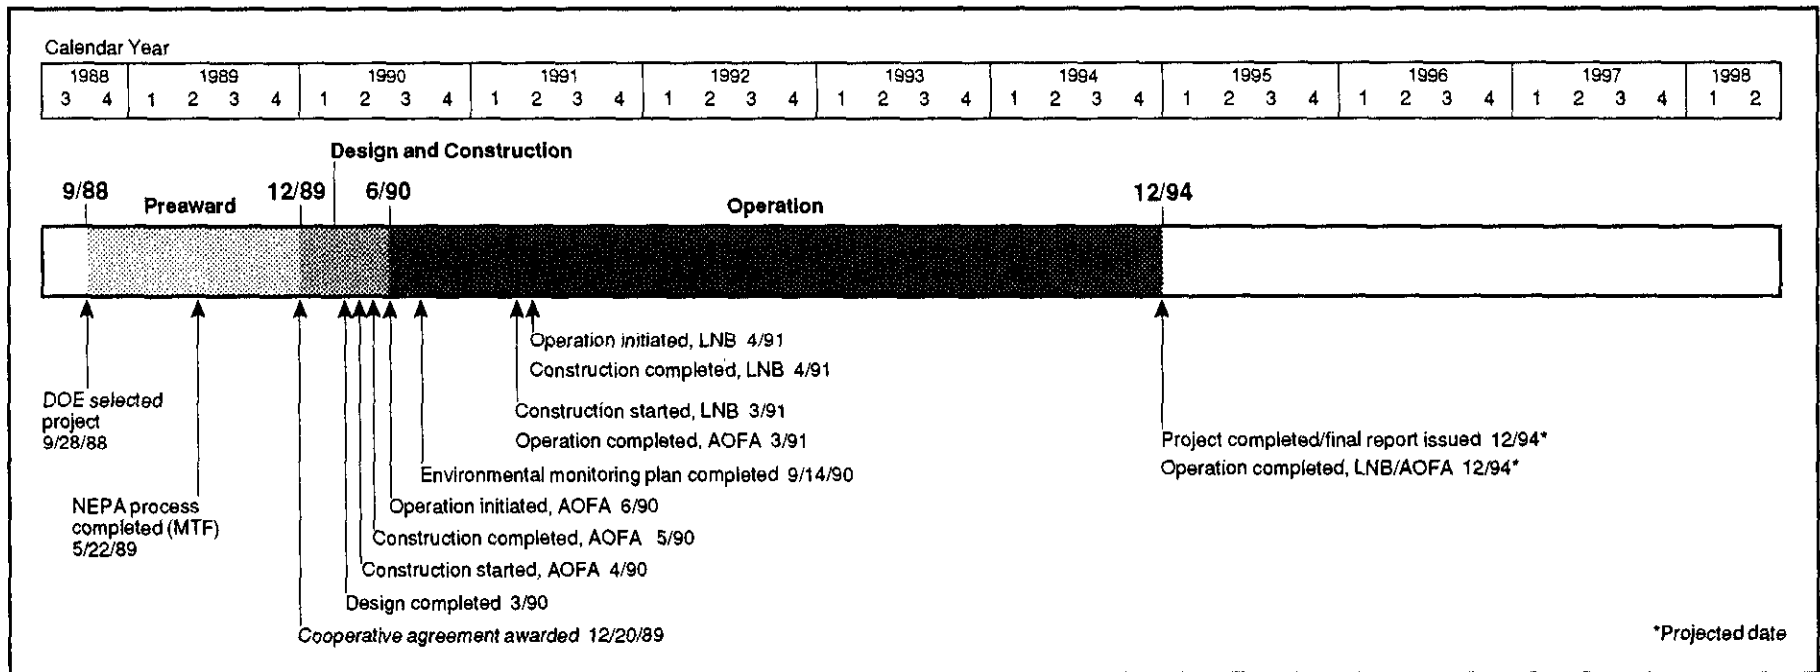 Calendar Year
1988 1989 1990 1991 1992 1993 1994 1995 1996 1997 1998
3 4 1 2 3 4 1 2 3 4 1 2 3 4 1 2 3 4 1 2 3 4 1 2 3 4 1 2 3 4 1 2 3 4 1 2 3 4 1 2
Design and Construction
9/88 Preaward 12/89 6/90 Operation 12/94
Operation initiated, LNB 4/91
Construction completed, LNB 4/91
DOE selected
project
9/28/88
Construction started, LNB 3/91
Operation completed, AOFA 3/91
Project completed/final report issued 12/94*
Operation completed, LNB/AOFA 12/94*
Environmental monitoring plan completed 9/14/90
NEPA process
completed (MTF)
5/22/89
Operation initiated, AOFA 6/90
Construction completed, AOFA 5/90
Construction started, AOFA 4/90
Design completed 3/90
Cooperative agreement awarded 12/20/89
*Projected date